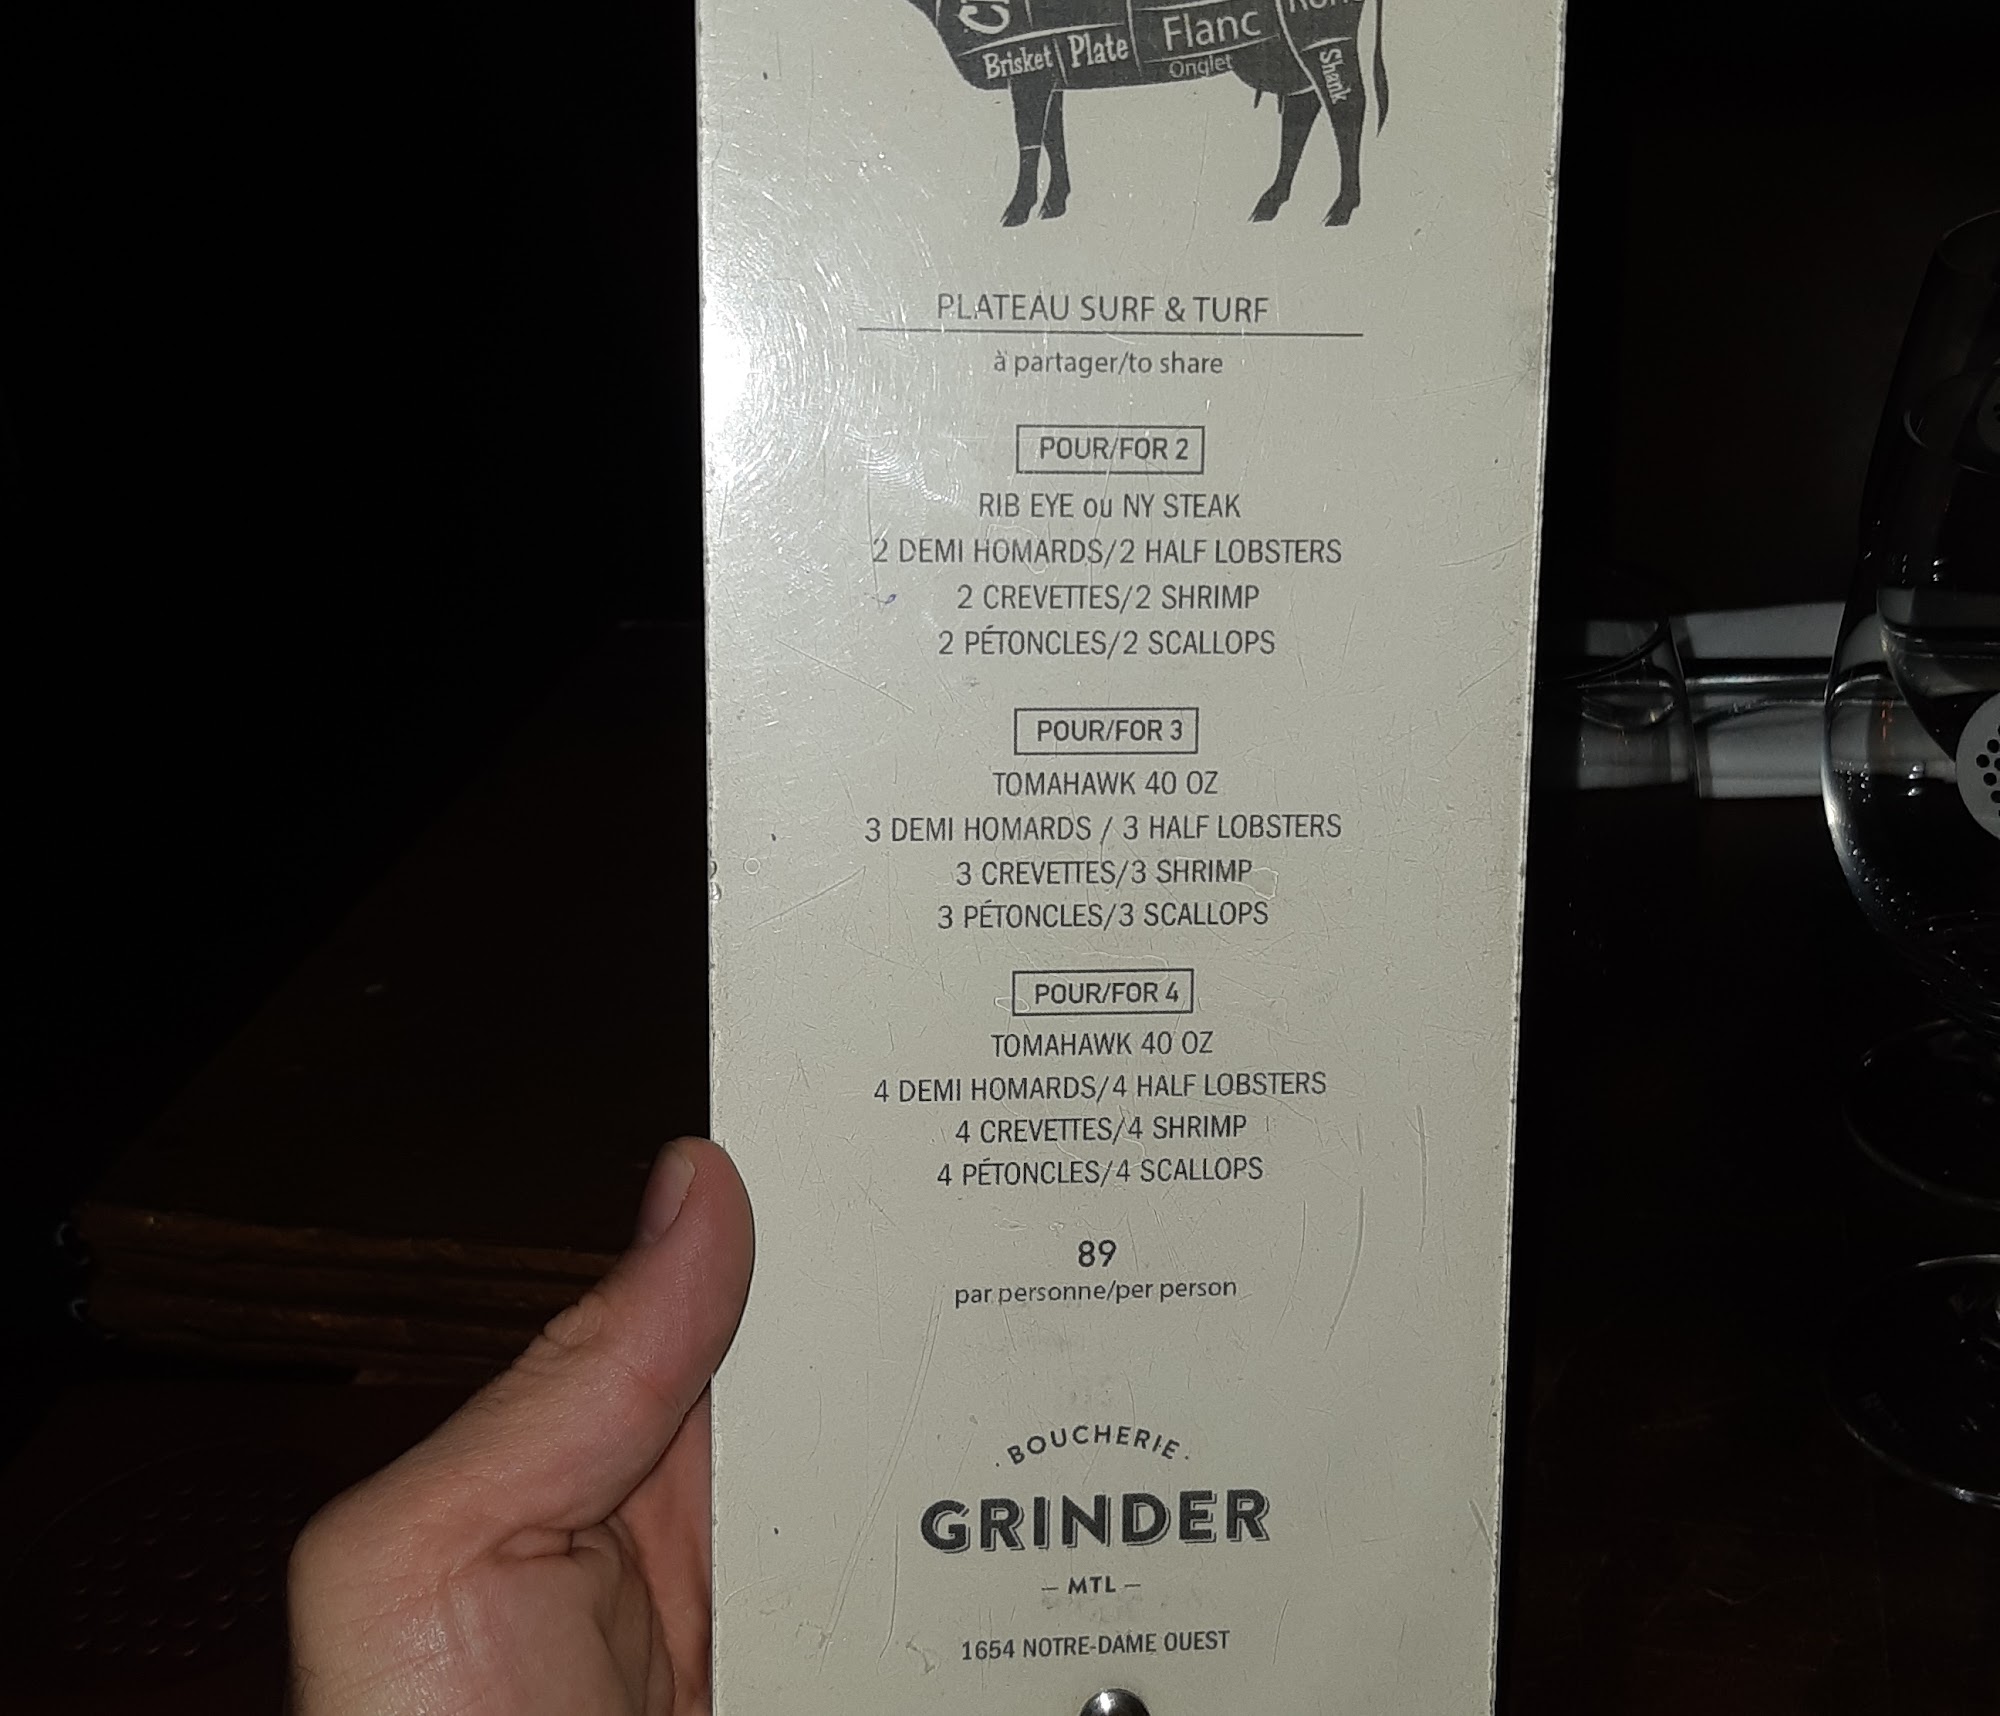 Flanc
Brisket Plate
Onglet
Shank
PLATEAU SURF & TURF
à partager/to share
POUR/FOR 2
RIB EYE ou NY STEAK
2 DEMI HOMARDS/2 HALF LOBSTERS
2 CREVETTES/2 SHRIMP
2 PÉTONCLES/2 SCALLOPS
POUR/FOR 3
TOMAHAWK 40 OZ
3 DEMI HOMARDS / 3 HALF LOBSTERS
3 CREVETTES/3 SHRIMP
3 PÉTONCLES/3 SCALLOPS
POUR/FOR 4
TOMAHAWK 40 OZ
4 DEMI HOMARDS/4 HALF LOBSTERS
4 CREVETTES/4 SHRIMP
4 PÉTONCLES/4 SCALLOPS
89
par personne/per person
· BOUCHERIE ·
GRINDER
– MTL –
1654 NOTRE-DAME OUEST